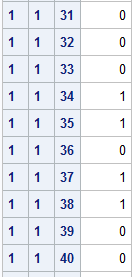 1 1 31 0
1 1 32 0
1 1 33 0
1 1 34 1
1 1 35 1
1 1 36 0
1 1 37 1
1 1 38 1
1 1 39 0
1 1 40 0